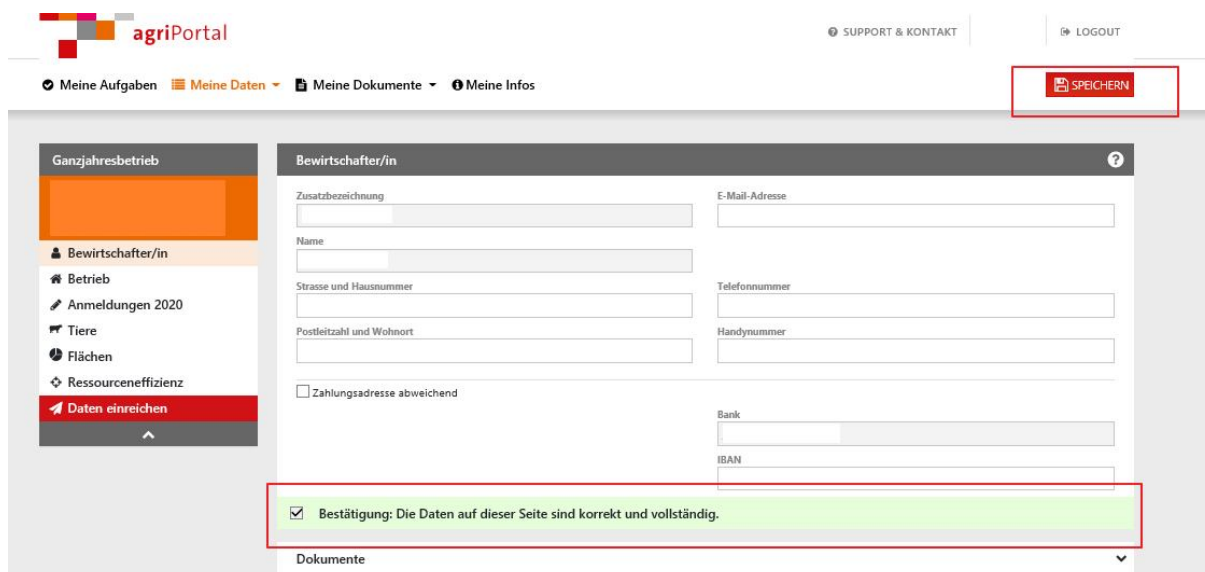 agriPortal
SUPPORT & KONTAKT
LOGOUT
Meine Aufgaben
Meine Daten
Meine Dokumente
Meine Infos
SPEICHERN
Ganzjahresbetrieb
Bewirtschafter/in
Betrieb
Anmeldungen 2020
Tiere
Flächen
Ressourceneffizienz
Daten einreichen
Bewirtschafter/in
Zusatzbezeichnung
E-Mail-Adresse
Name
Strasse und Hausnummer
Telefonnummer
Postleitzahl und Wohnort
Handynummer
Zahlungsadresse abweichend
Bank
IBAN
Bestätigung: Die Daten auf dieser Seite sind korrekt und vollständig.
Dokumente